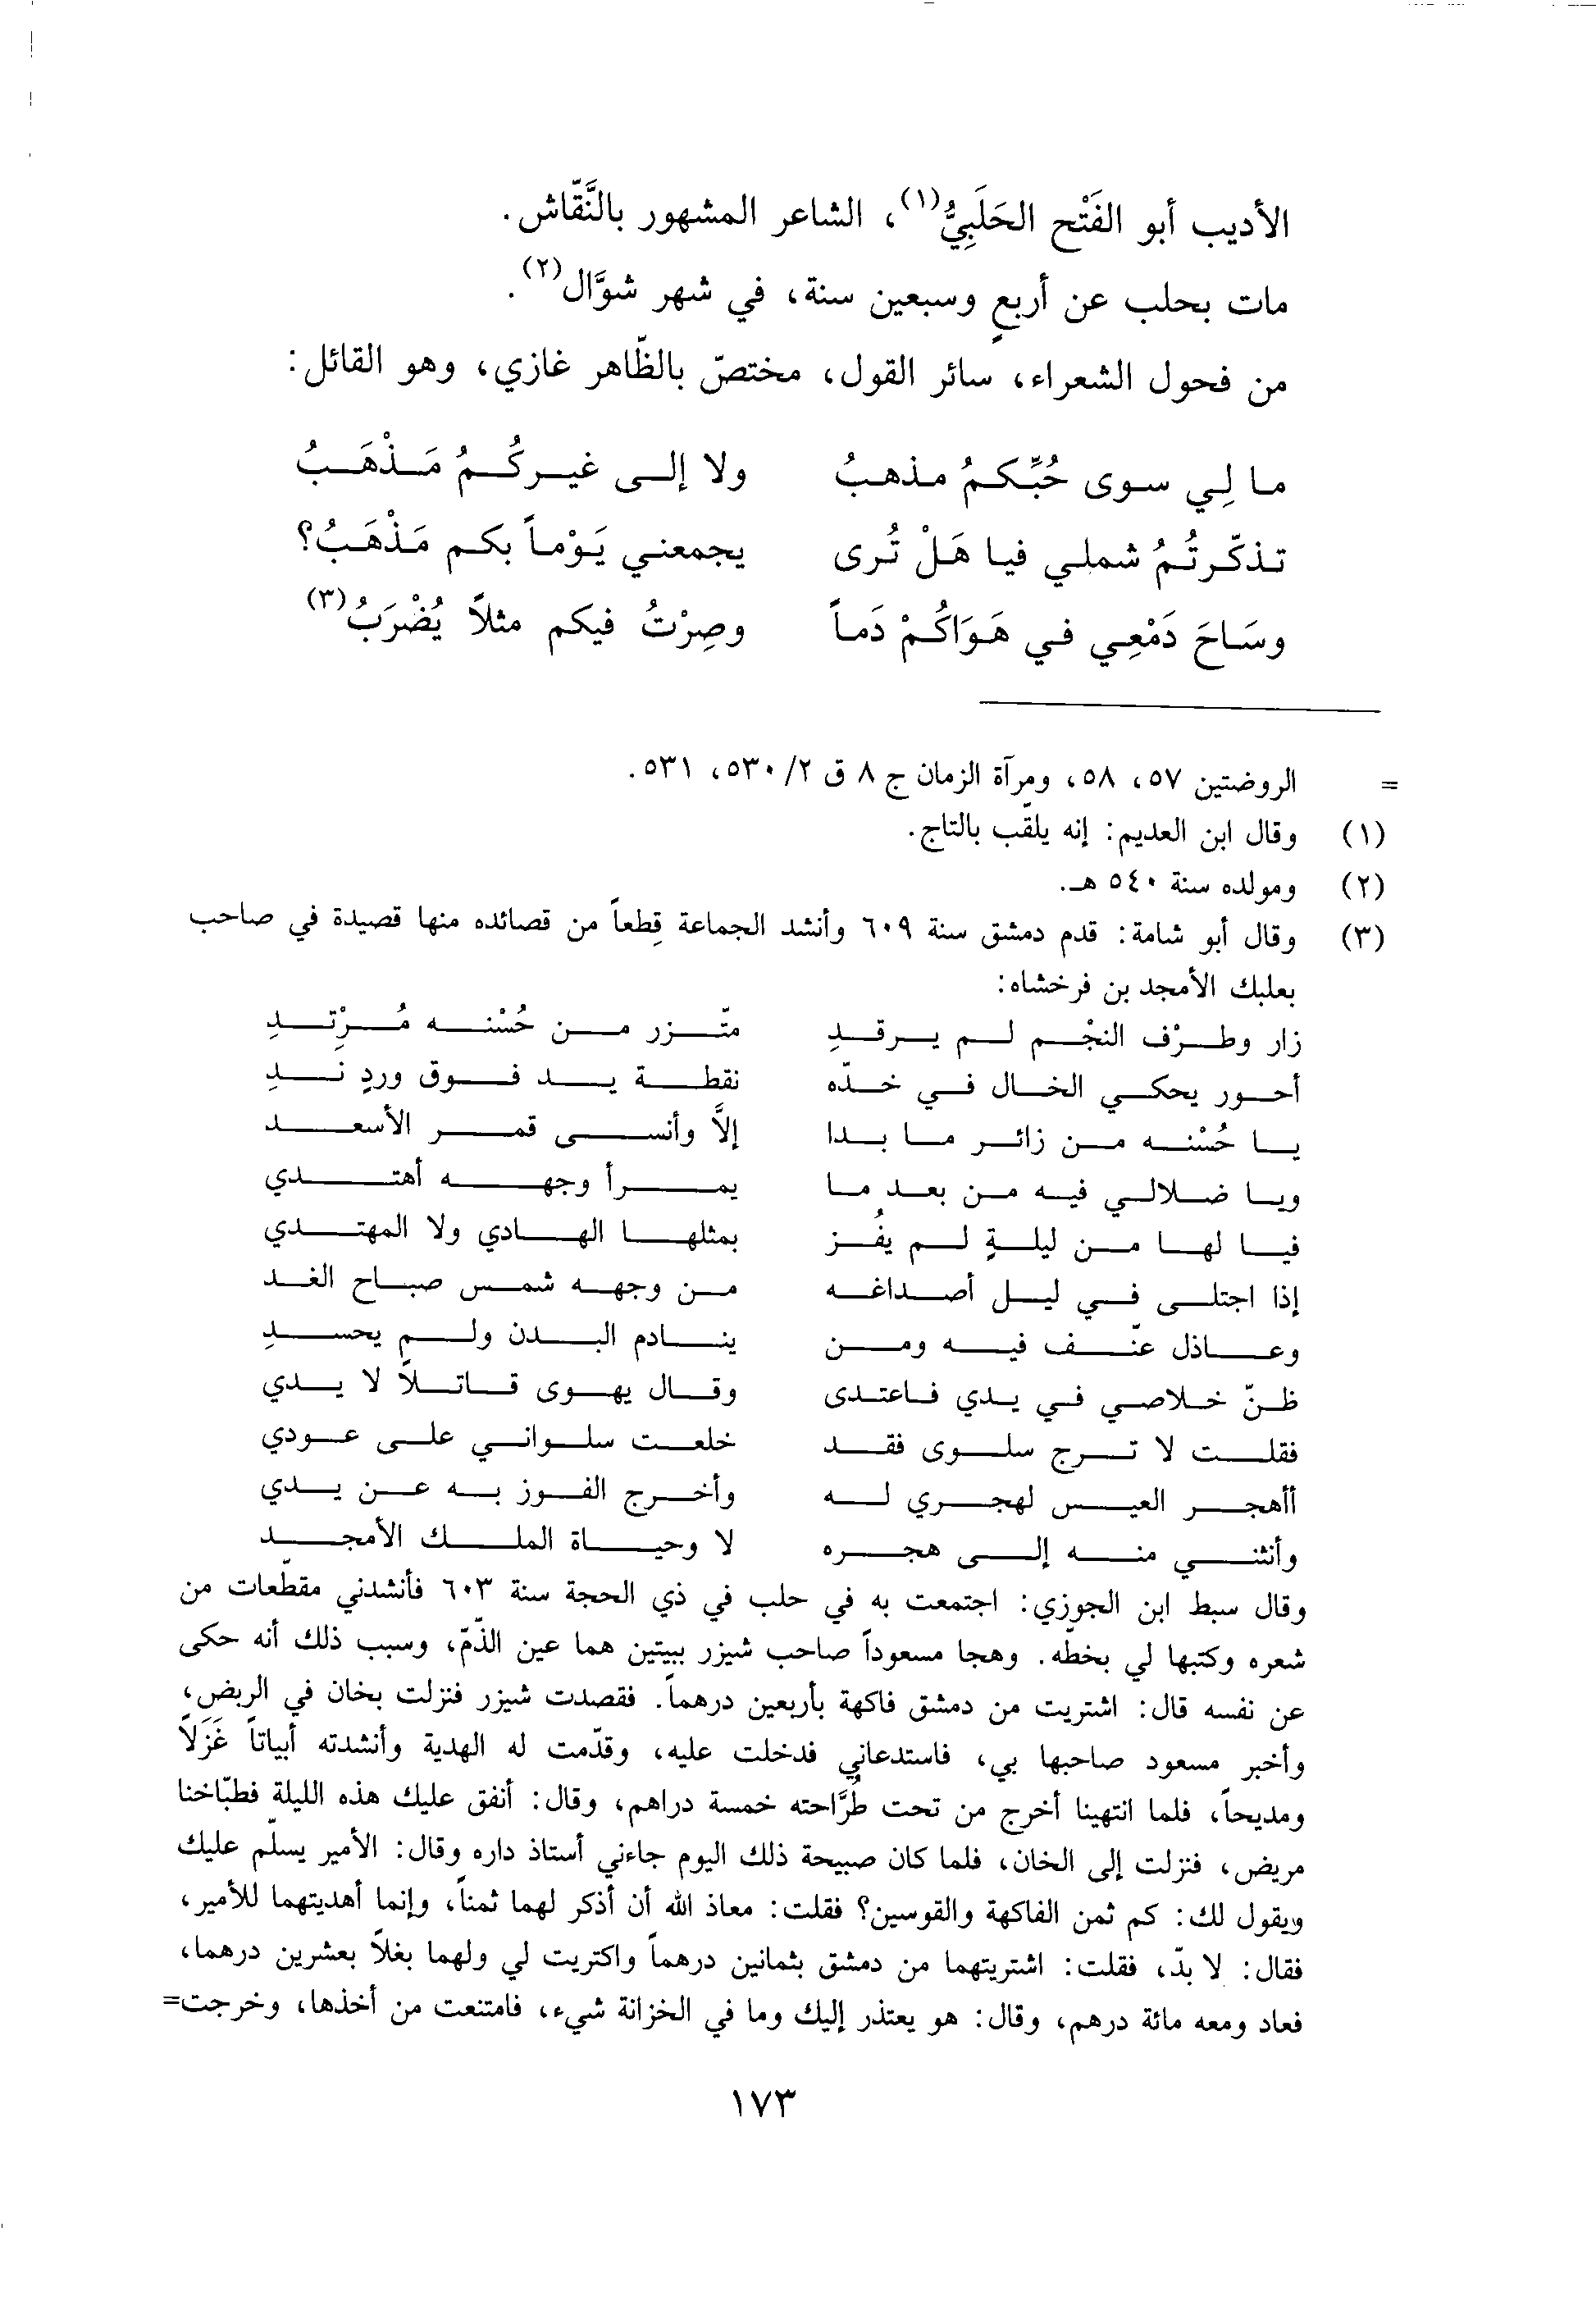 الأديب أبو الفَتْح الحَلَبِيُّ(١)، الشاعر المشهور بالنَّقّاش.
مات بحلب عن أربعٍ وسبعين سنة، في شهر شوَّال(٢).
من فحول الشعراء، سائر القول، مختصّ بالظّاهر غازي، وهو القائل:
ما لِي سوى حُبِّكمُ مذهبُ ولا إلى غيركُمُ مَذْهَبُ
تذكّرتُمُ شملي فيا هَلْ تُرى يجمعني يَوْماً بكم مَذْهَبُ؟
وسَاحَ دَمْعِي في هَوَاكُمْ دَماً وصِرْتُ فيكم مثلاً يُضْرَبُ(٣)
= الروضتين ٥٧، ٥٨، ومرآة الزمان ج ٨ ق ٢/ ٥٣٠، ٥٣١.
(١) وقال ابن العديم: إنه يلقّب بالتاج.
(٢) ومولده سنة ٥٤٠ هـ.
(٣) وقال أبو شامة: قدم دمشق سنة ٦٠٩ وأنشد الجماعة قِطعاً من قصائده منها قصيدة في صاحب
بعلبك الأمجد بن فرخشاه:
زار وطرْف النجْم لم يرقدِ متّزر من حُسْنه مُرْتدِ
أحور يحكي الخال في خدّه نقطة يد فوق وردٍ ندِ
يا حُسْنه من زائر ما بدا إلاَّ وأنسى قمر الأسعد
ويا ضلالي فيه من بعد ما يمرأ وجهه أهتدي
فيا لها من ليلةٍ لم يفُز بمثلها الهادي ولا المهتدي
إذا اجتلى في ليل أصداغه من وجهه شمس صباح الغد
وعاذل عنّف فيه ومن ينادم البدن ولم يحسدِ
ظنّ خلاصي في يدي فاعتدى وقال يهوى قاتلاً لا يدي
فقلت لا ترج سلوى فقد خلعت سلواني على عودي
أأهجر العيس لهجري له وأخرج الفوز به عن يدي
وأنثني منه إلى هجره لا وحياة الملك الأمجد
وقال سبط ابن الجوزي: اجتمعت به في حلب في ذي الحجة سنة ٦٠٣ فأنشدني مقطّعات من
شعره وكتبها لي بخطّه. وهجا مسعوداً صاحب شيزر ببيتين هما عين الذّمّ، وسبب ذلك أنه حكى
عن نفسه قال: اشتريت من دمشق فاكهة بأربعين درهماً. فقصدت شيزر فنزلت بخان في الربض،
وأخبر مسعود صاحبها بي، فاستدعاني فدخلت عليه، وقدّمت له الهدية وأنشدته أبياتاً غَزَلاً
ومديحاً، فلما انتهينا أخرج من تحت طُرَّاحته خمسة دراهم، وقال: أنفق عليك هذه الليلة فطبّاخنا
مريض، فنزلت إلى الخان، فلما كان صبيحة ذلك اليوم جاءني أستاذ داره وقال: الأمير يسلّم عليك
ويقول لك: كم ثمن الفاكهة والقوسين؟ فقلت: معاذ الله أن أذكر لهما ثمناً، وإنما أهديتهما للأمير،
فقال: لا بدّ، فقلت: اشتريتهما من دمشق بثمانين درهماً واكتريت لي ولهما بغلاً بعشرين درهما،
فعاد ومعه مائة درهم، وقال: هو يعتذر إليك وما في الخزانة شيء، فامتنعت من أخذها، وخرجت=
١٧٣